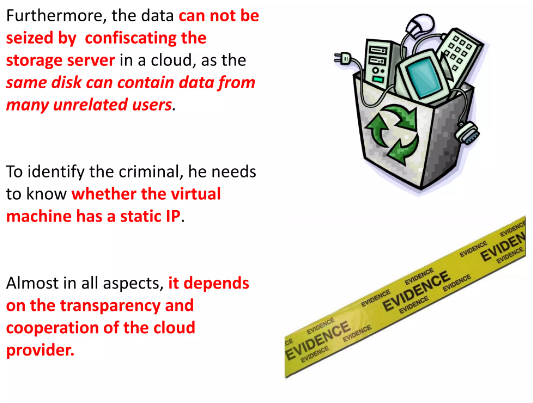 Furthermore, the data can not be
seized by confiscating the
storage server in a cloud, as the
same disk can contain data from
many unrelated users.
To identify the criminal, he needs
to know whether the virtual
machine has a static IP.
Almost in all aspects, it depends
on the transparency and
cooperation of the cloud
provider.
EVIDENCE
EVIDENCE
EVIDEN
EVIDENCE
EVIDENCE
EVIDENCE
EVIDENCE
EVIDENCE
EVIDENCE
EVIDENCE
EVIDENCE
EVIDENCE